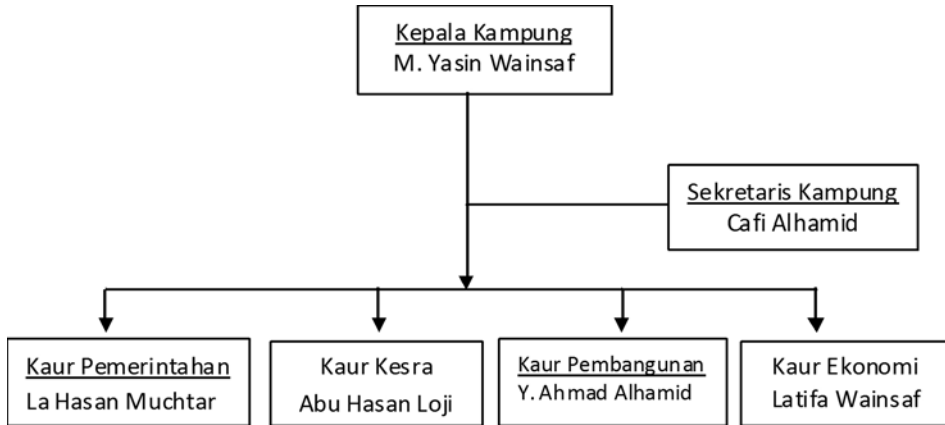 Kepala Kampung
M. Yasin Wainsaf
Sekretaris Kampung
Cafi Alhamid
Kaur Pemerintahan
La Hasan Muchtar
Kaur Kesra
Abu Hasan Loji
Kaur Pembangunan
Y. Ahmad Alhamid
Kaur Ekonomi
Latifa Wainsaf